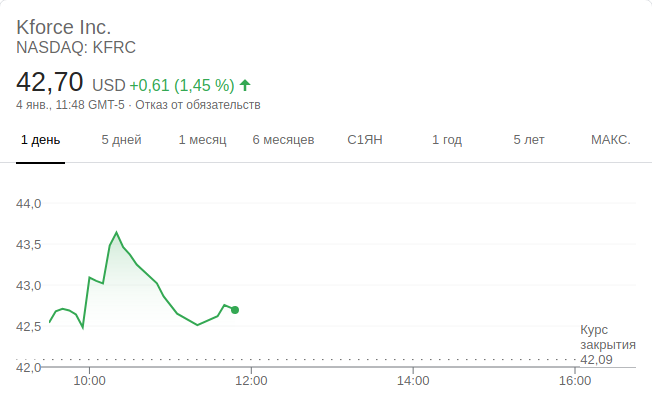 Kforce Inc.
NASDAQ: KFRC
42,70 USD +0,61 (1,45 %)
4 янв., 11:48 GMT-5 · Отказ от обязательств
1 день 5 дней 1 месяц 6 месяцев С1ЯН 1 год 5 лет МАКС.
44,0
43,5
43,0
42,5
42,0
Курс
закрытия
42,09
10:00 12:00 14:00 16:00